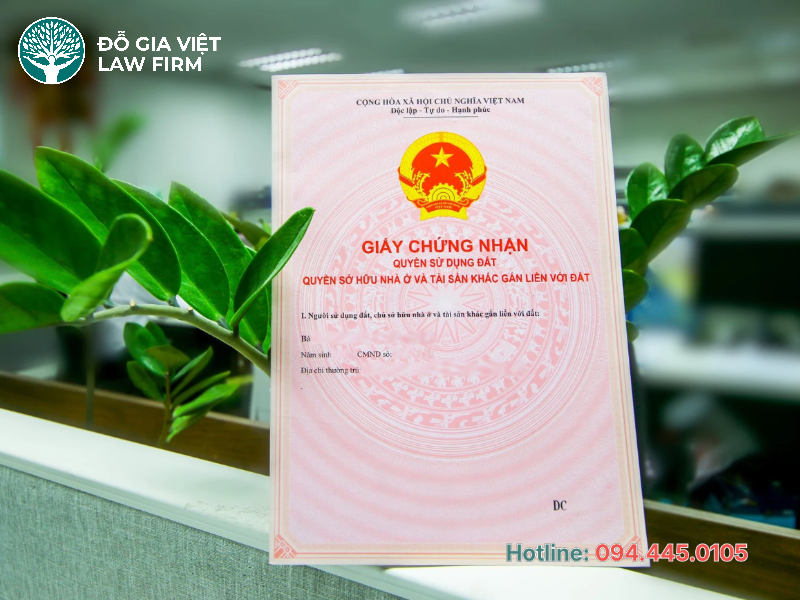 ĐỖ GIA VIỆT
LAW FIRM
CỘNG HÒA XÃ HỘI CHỦ NGHĨA VIỆT NAM
Độc lập - Tự do - Hạnh phúc
GIẤY CHỨNG NHẬN
QUYỀN SỬ DỤNG ĐẤT
QUYỀN SỞ HỮU NHÀ Ở VÀ TÀI SẢN KHÁC GẮN LIỀN VỚI ĐẤT
I. Người sử dụng đất, chủ sở hữu nhà ở và tài sản khác gắn liền với đất:
Bà
Năm sinh CMND số:
Địa chỉ thường trú:
DC
Hotline: 094.445.0105